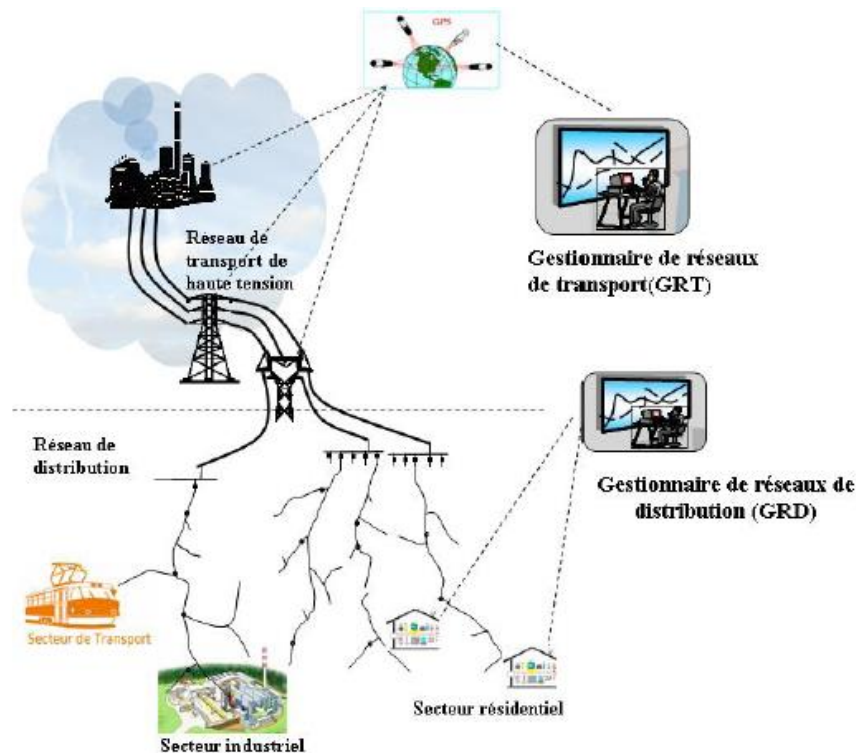 GPS
Réseau de
transport de
haute tension
Gestionnaire de réseaux
de transport(GRT)
Réseau de
distribution
Gestionnaire de réseaux de
distribution (GRD)
Secteur de Transport
Secteur résidentiel
Secteur industriel